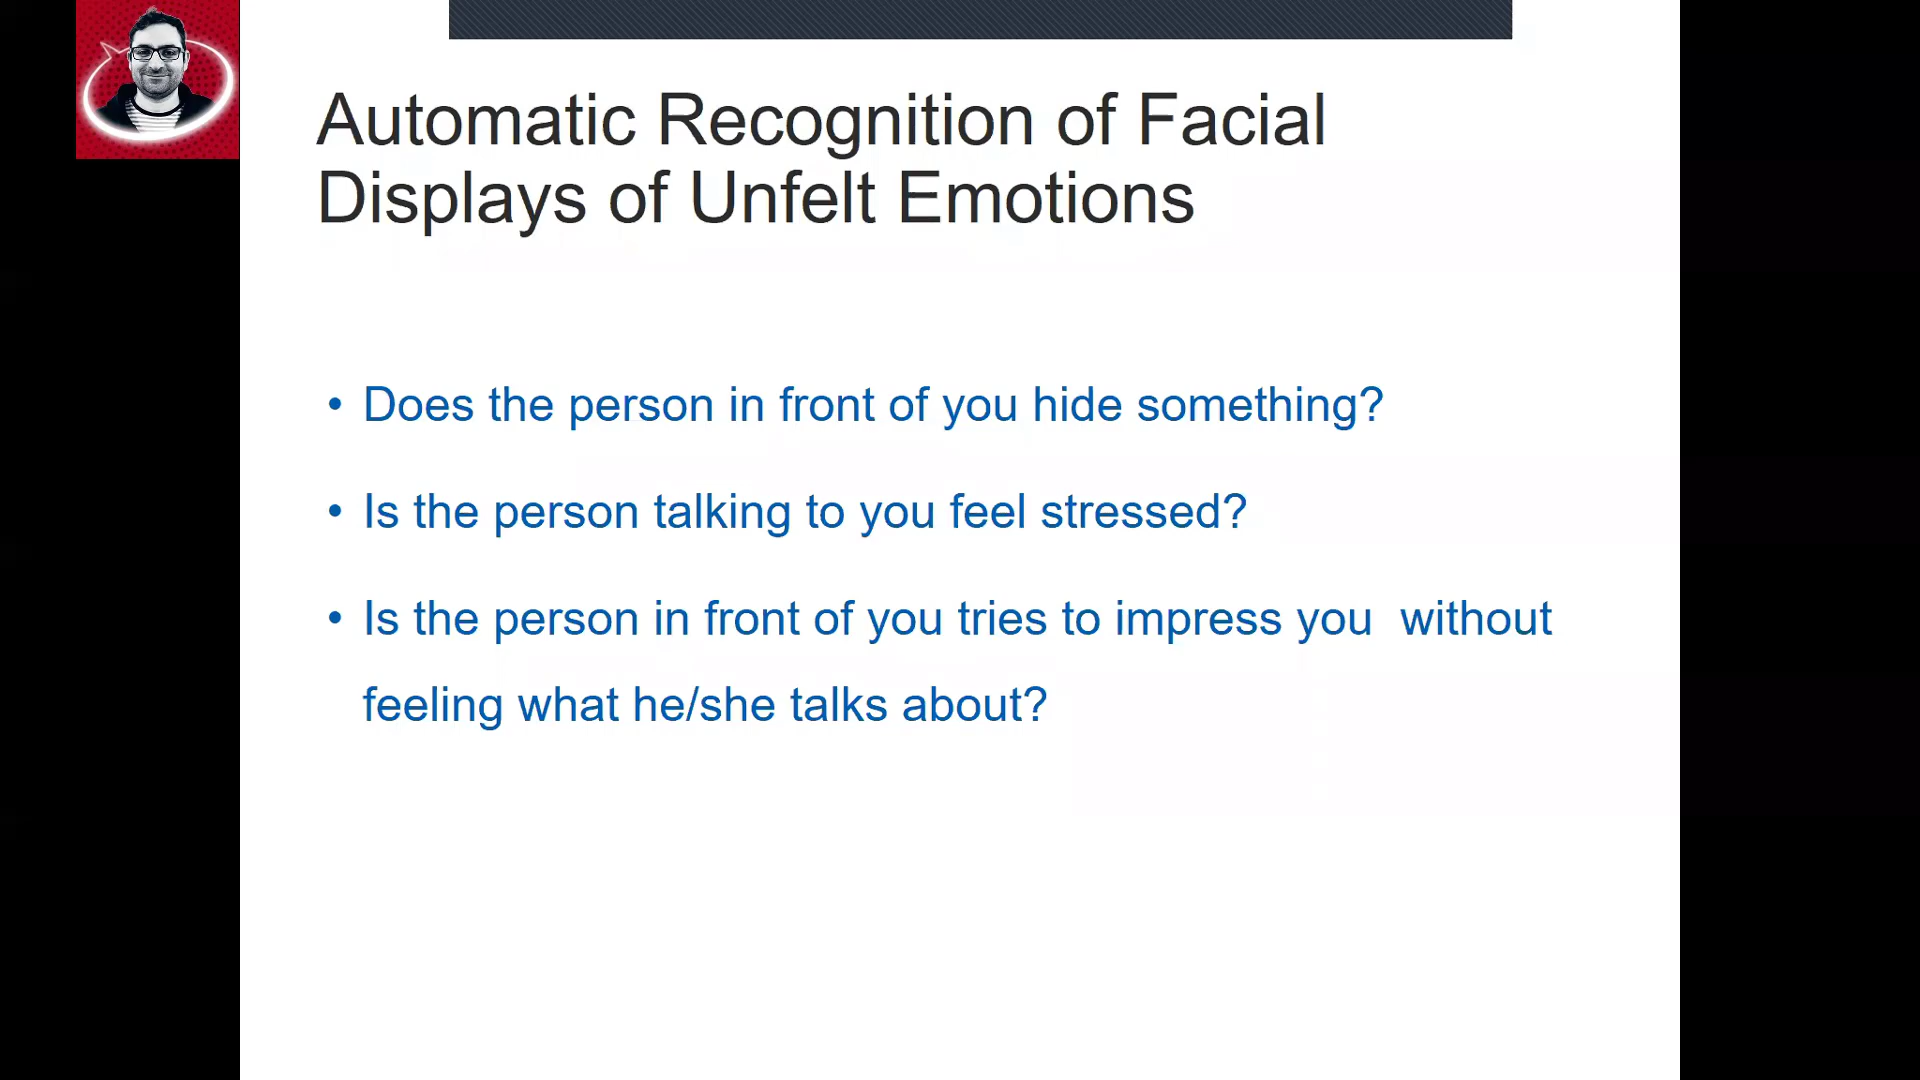 Automatic Recognition of Facial
Displays of Unfelt Emotions
• Does the person in front of you hide something?
• Is the person talking to you feel stressed?
• Is the person in front of you tries to impress you  without
feeling what he/she talks about?